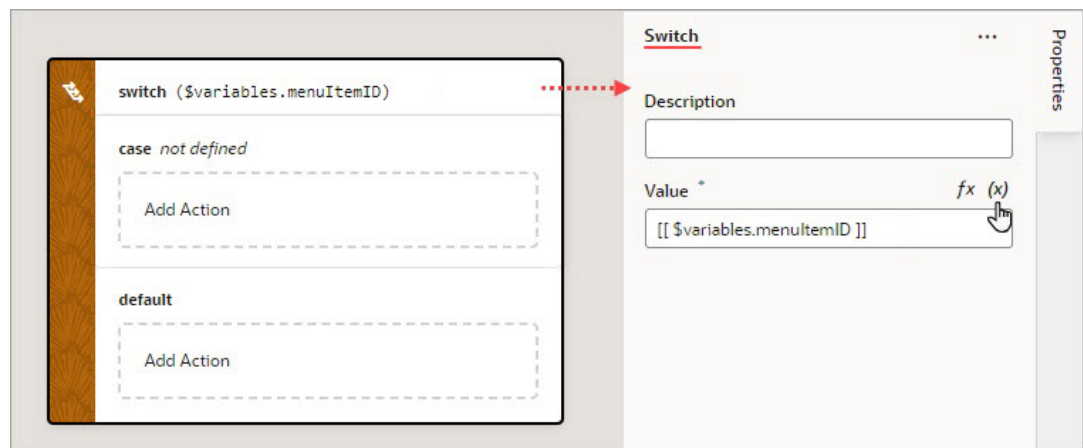 switch ($variables.menuItemID)
case not defined
Add Action
default
Add Action
Switch
...
Description
Value *
fx (x)
[[ $variables.menuItemID ]]
Properties